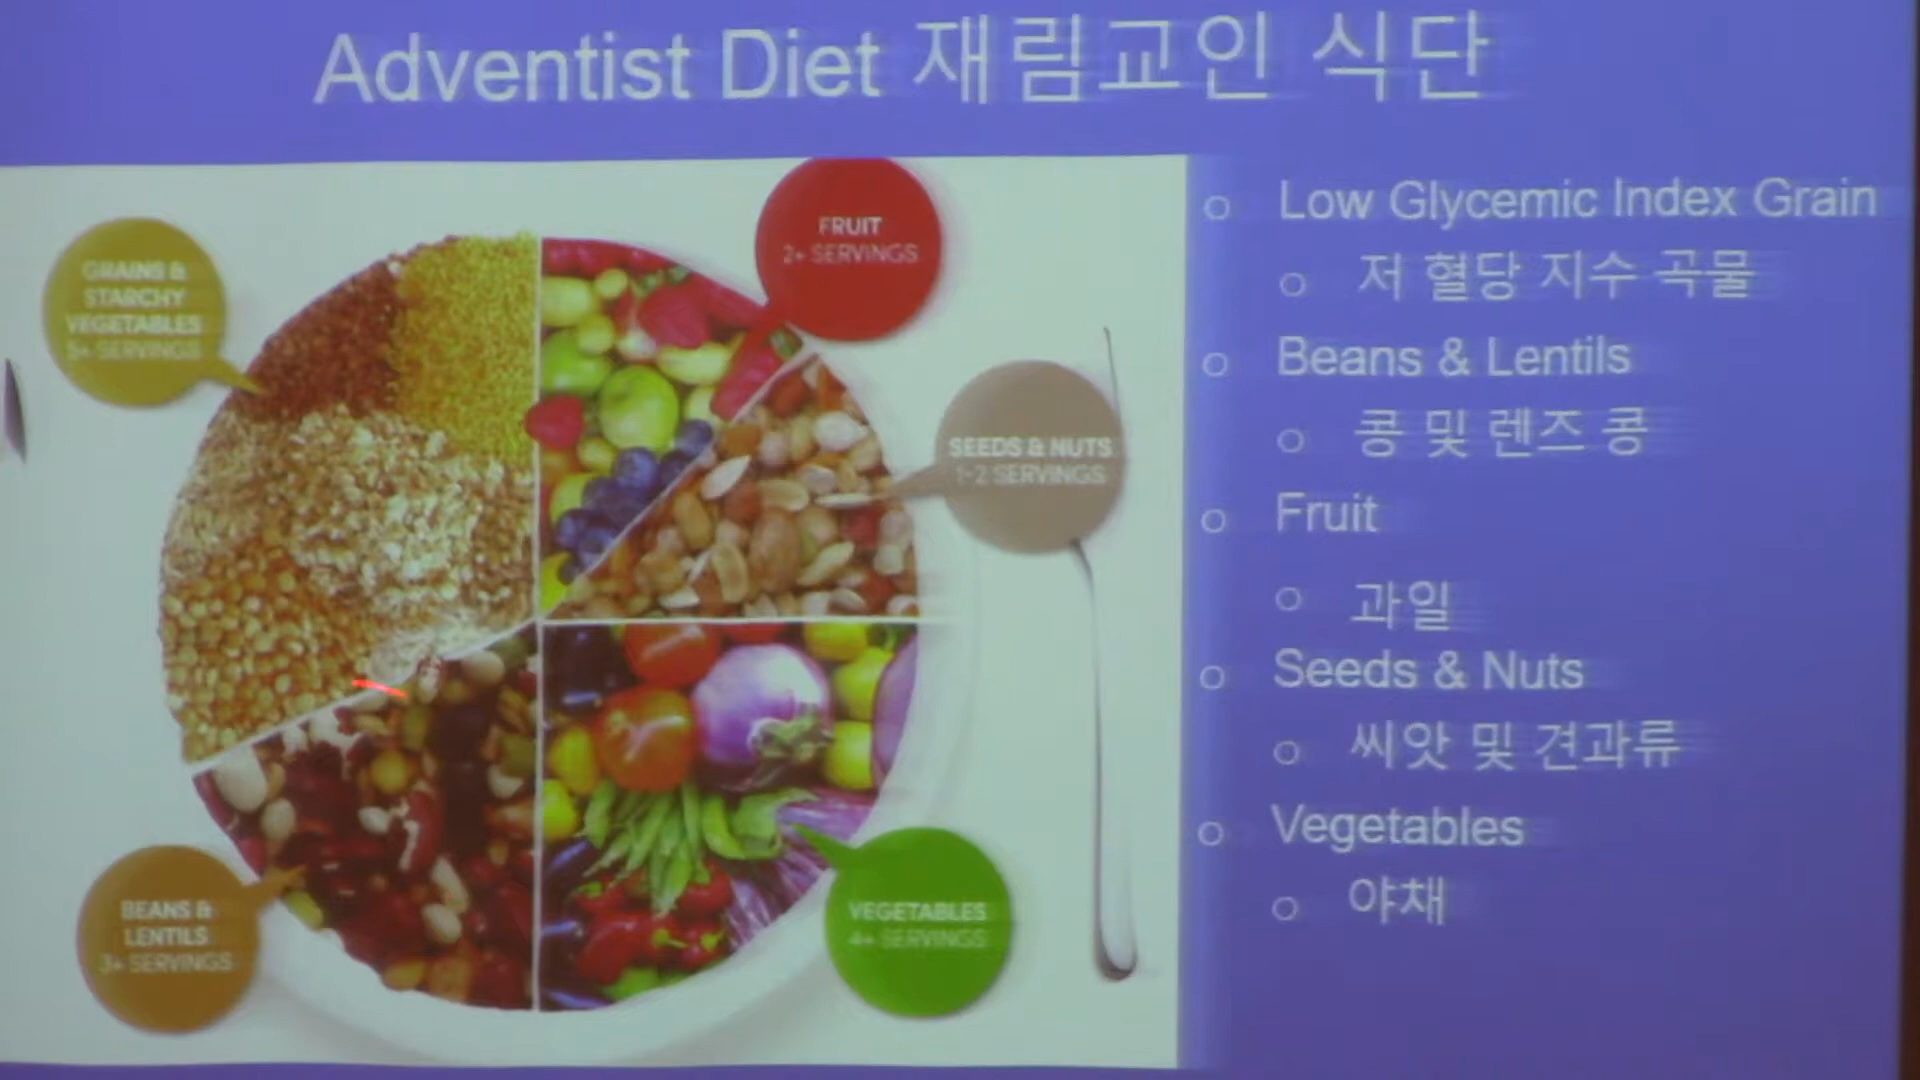 Adventist Diet 재림교인 식단
GRAINS &
STARCHY
VEGETABLES
5+ SERVINGS
FRUIT
2+ SERVINGS
SEEDS & NUTS
1-2 SERVINGS
BEANS &
LENTILS
3+ SERVINGS
VEGETABLES
4+ SERVINGS
Low Glycemic Index Grain
저 혈당 지수 곡물
Beans & Lentils
콩 및 렌즈 콩
Fruit
과일
Seeds & Nuts
씨앗 및 견과류
Vegetables
야채